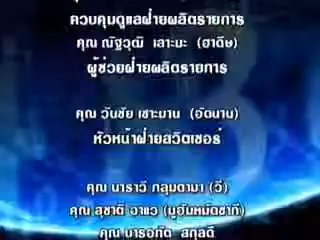 ควบคุมดูแลฝ่ายผลิตรายการ
คุณ ณัฐวุฒิ เลาะมะ (ฮาดีษ)
ผู้ช่วยฝ่ายผลิตรายการ
คุณ วันชัย เซาะมาน (อัดนาน)
หัวหน้าฝ่ายสวิตเชอร์
คุณ นาราวี กลุมดามา (วี)
คุณ สุชาติ อาแว (มูฮัมหมัดซากี)
คุณ